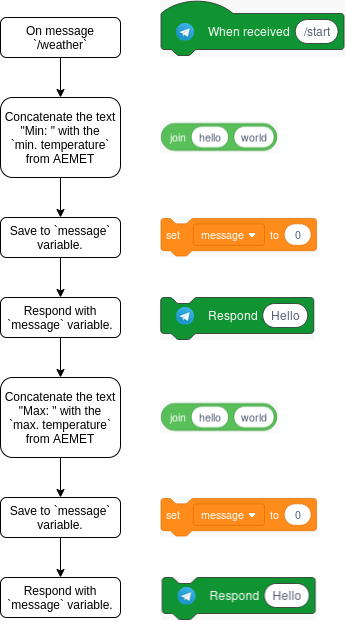 On message
`/weather`
When received /start
Concatenate the text
"Min: " with the
`min. temperature`
from AEMET
join hello world
Save to `message`
variable.
set message to 0
Respond with
`message` variable.
Respond Hello
Concatenate the text
"Max: " with the
`max. temperature`
from AEMET
join hello world
Save to `message`
variable.
set message to 0
Respond with
`message` variable.
Respond Hello